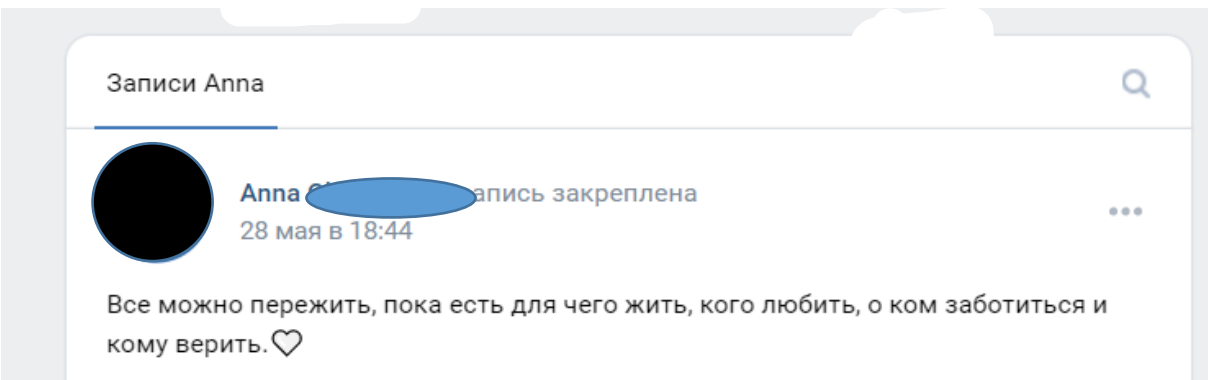 Записи Anna
Anna запись закреплена
28 мая в 18:44
Все можно пережить, пока есть для чего жить, кого любить, о ком заботиться и
кому верить.♡